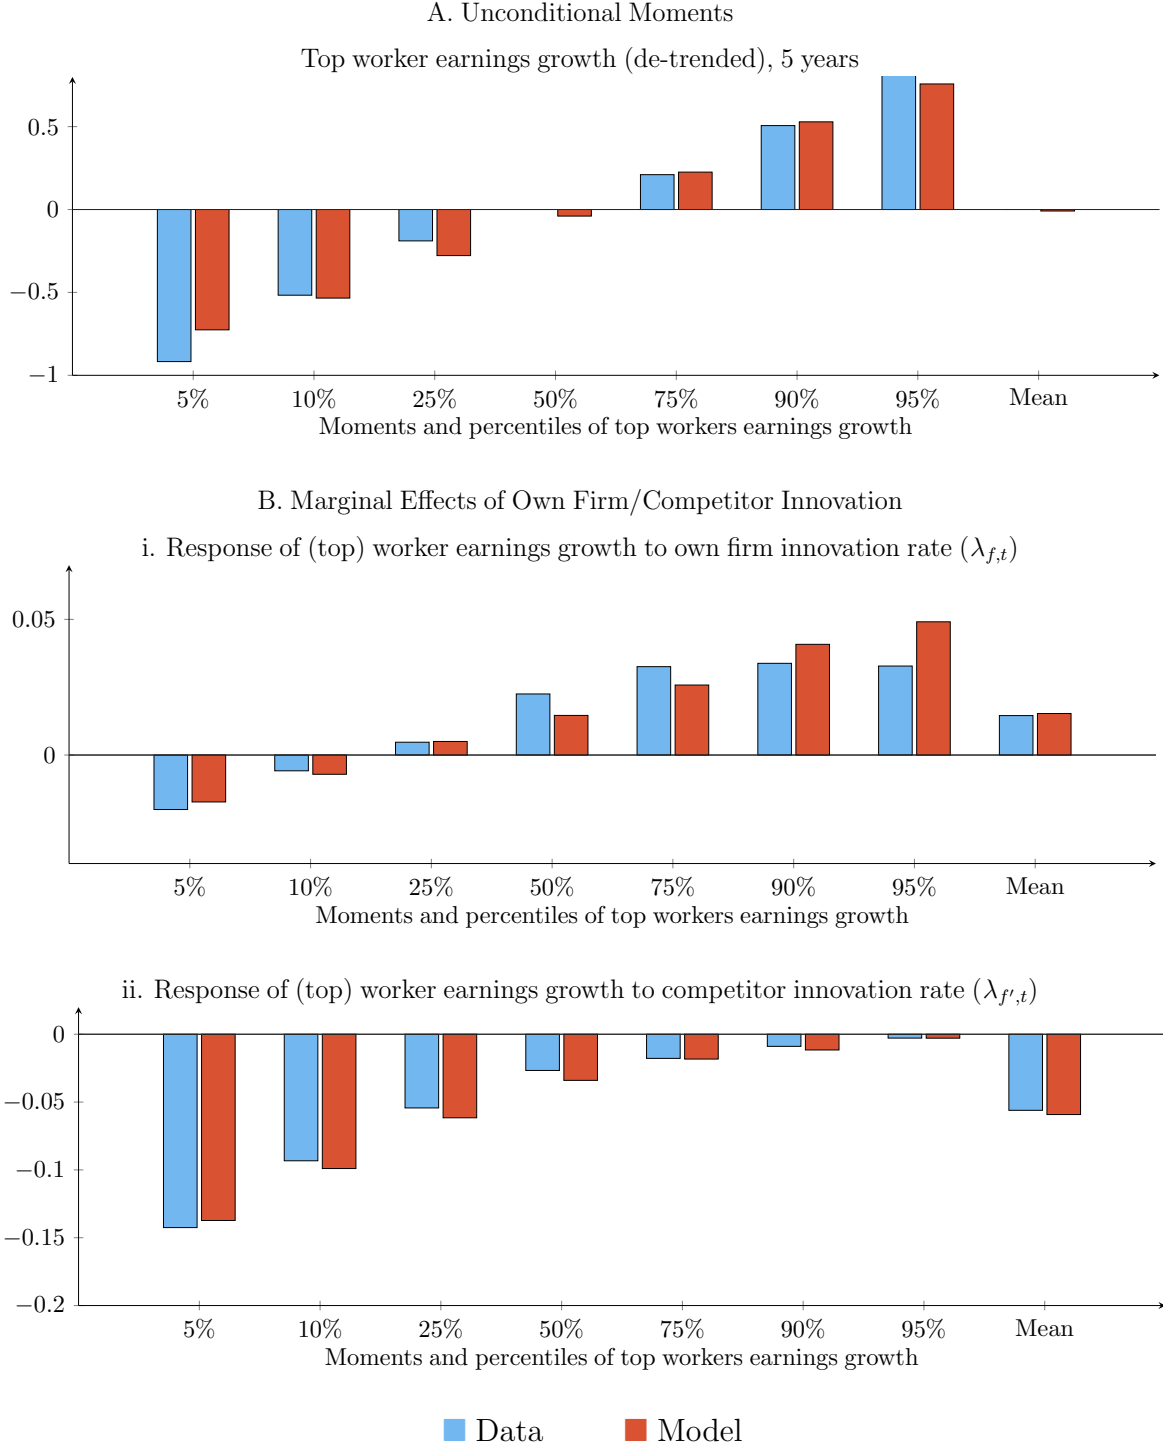 A. Unconditional Moments
Top worker earnings growth (de-trended), 5 years
0.5
0
−0.5
−1
5% 10% 25% 50% 75% 90% 95% Mean
Moments and percentiles of top workers earnings growth
B. Marginal Effects of Own Firm/Competitor Innovation
i. Response of (top) worker earnings growth to own firm innovation rate (λf,t)
0.05
0
5% 10% 25% 50% 75% 90% 95% Mean
Moments and percentiles of top workers earnings growth
ii. Response of (top) worker earnings growth to competitor innovation rate (λf′,t)
0
−0.05
−0.1
−0.15
−0.2
5% 10% 25% 50% 75% 90% 95% Mean
Moments and percentiles of top workers earnings growth
Data Model